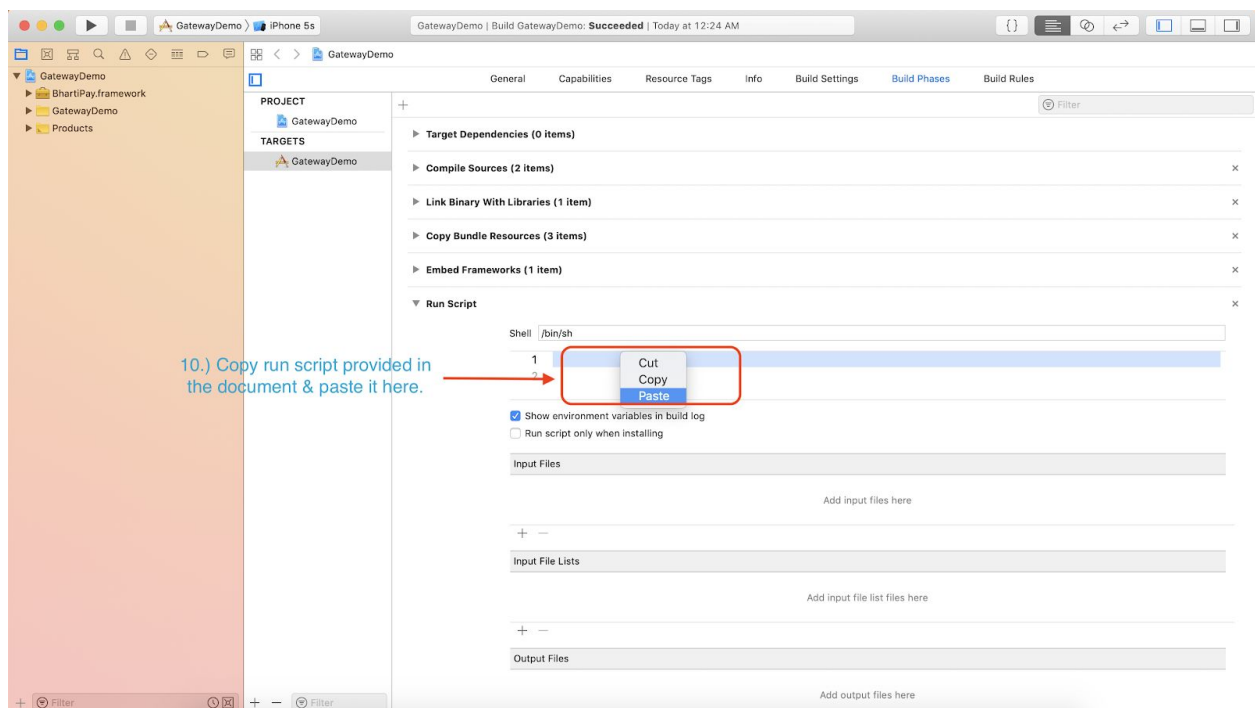 GatewayDemo 〉 iPhone 5s
GatewayDemo | Build GatewayDemo: Succeeded | Today at 12:24 AM
{ }
GatewayDemo
BhartiPay.framework
GatewayDemo
Products
GatewayDemo
General Capabilities Resource Tags Info Build Settings Build Phases Build Rules
PROJECT
GatewayDemo
TARGETS
GatewayDemo
+ Filter
Target Dependencies (0 items)
Compile Sources (2 items) ×
Link Binary With Libraries (1 item) ×
Copy Bundle Resources (3 items) ×
Embed Frameworks (1 item) ×
Run Script ×
Shell /bin/sh
1
2
Cut
Copy
Paste
10.) Copy run script provided in
the document & paste it here.
Show environment variables in build log
Run script only when installing
Input Files
Add input files here
+ −
Input File Lists
Add input file list files here
+ −
Output Files
Add output files here
+ Filter
+ − Filter